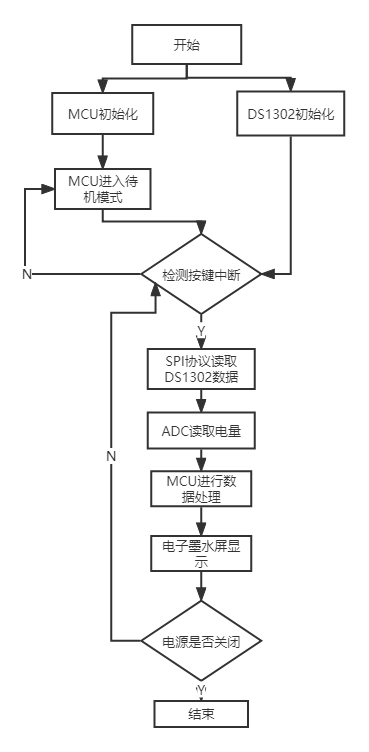 开始
MCU初始化
DS1302初始化
MCU进入待
机模式
N
检测按键中断
Y
SPI协议读取
DS1302数据
ADC读取电量
N
MCU进行数
据处理
电子墨水屏显
示
电源是否关闭
Y
结束